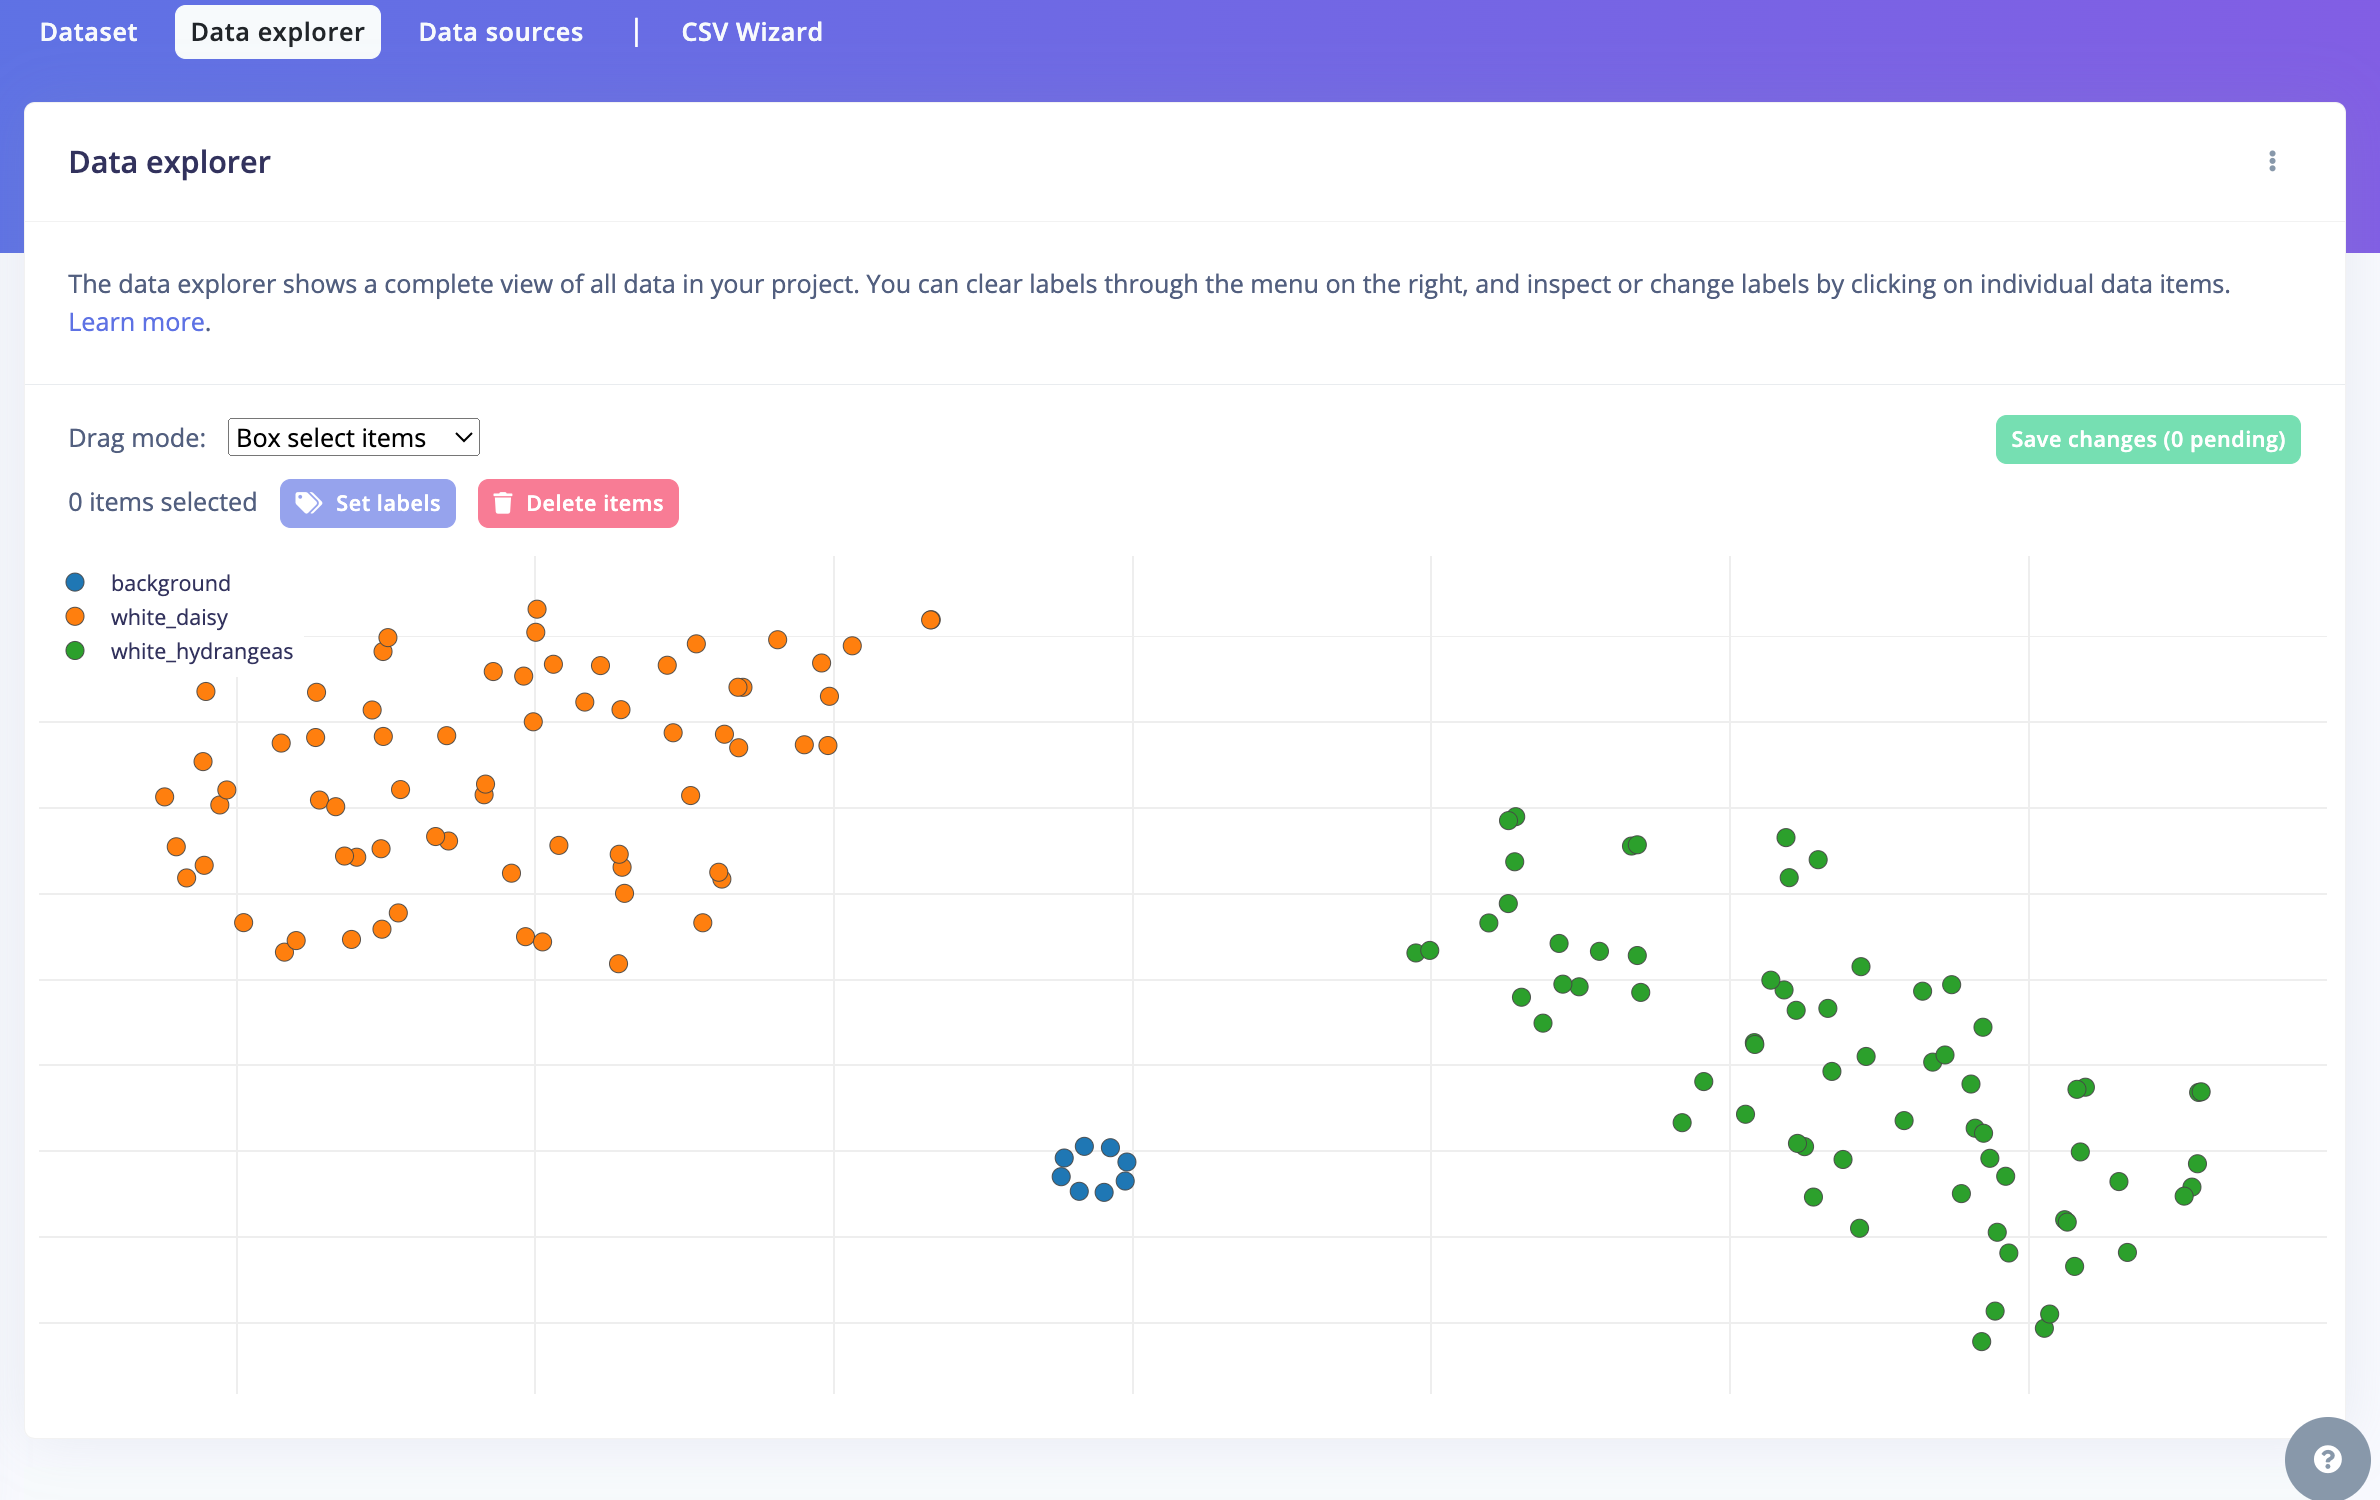 Dataset Data explorer Data sources | CSV Wizard
Data explorer
The data explorer shows a complete view of all data in your project. You can clear labels through the menu on the right, and inspect or change labels by clicking on individual data items.
Learn more.
Drag mode: Box select items
Save changes (0 pending)
0 items selected Set labels Delete items
background
white_daisy
white_hydrangeas
?